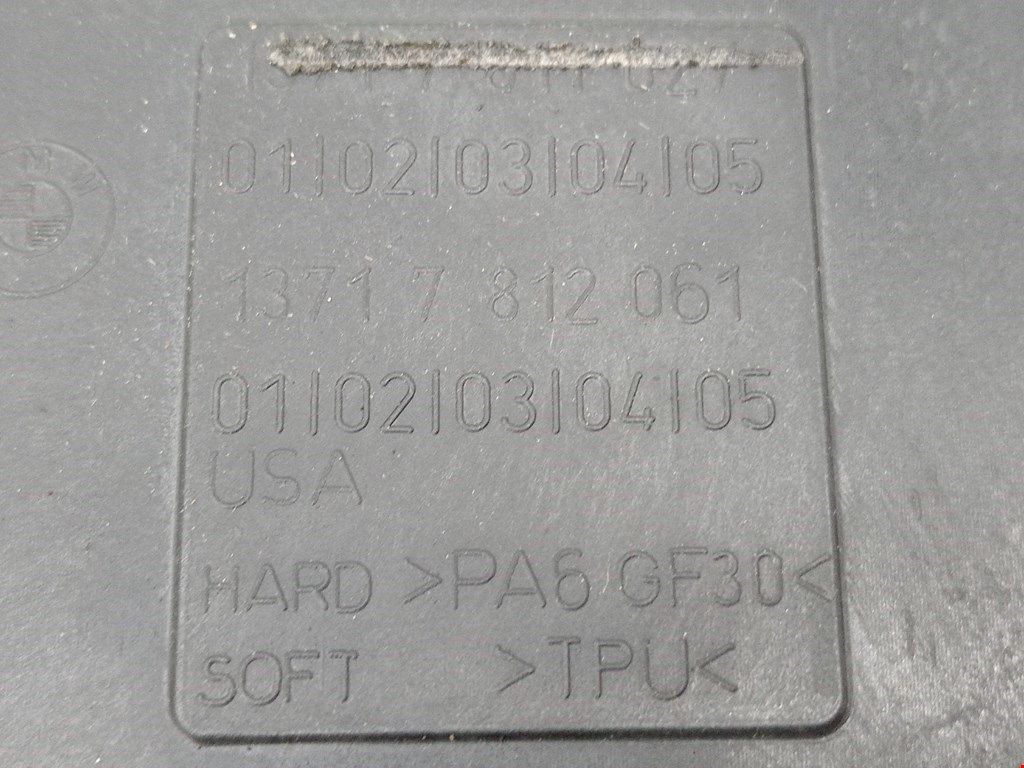 BMW
01|02|03|04|05
1371 7 812 061
01|02|03|04|05
USA
HARD >PA6 GF30<
SOFT >TPU<